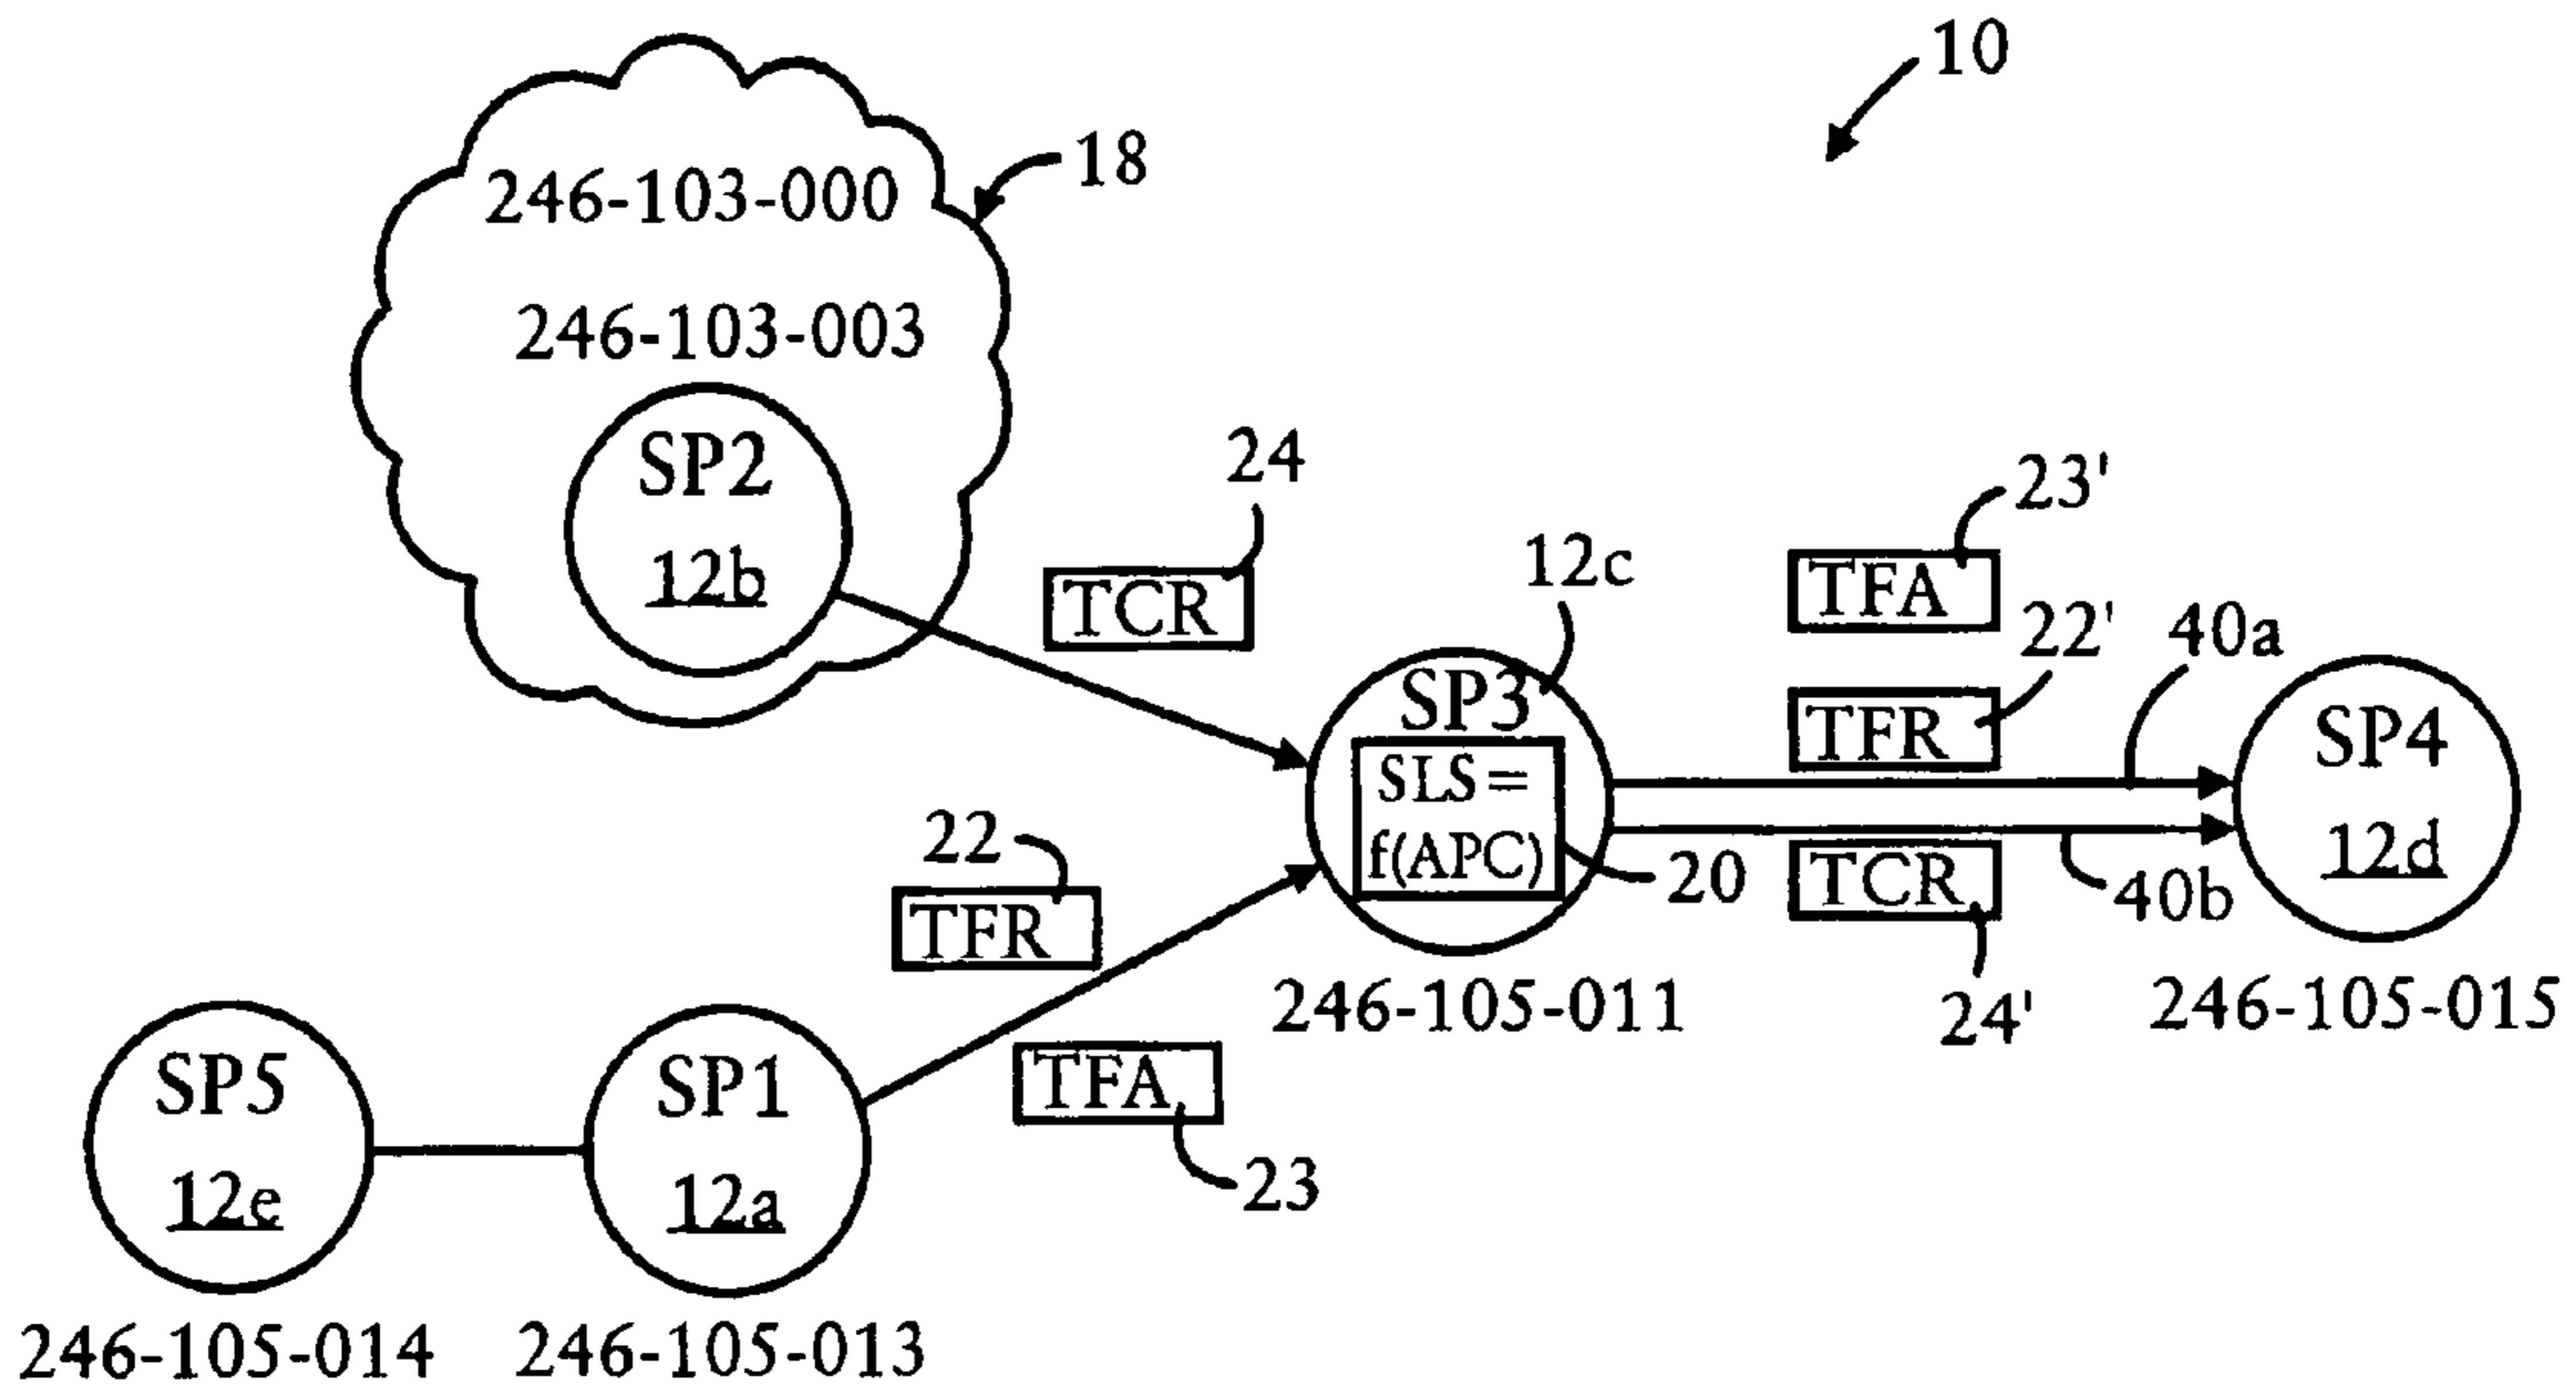 10
18
246-103-000
246-103-003
SP2
12b
24
TCR
12c
23'
TFA
22'
TFR
40a
SP3
SLS=
f(APC)
20
SP4
12d
TCR
40b
24'
22
TFR
246-105-011
246-105-015
TFA
23
SP5
12e
SP1
12a
246-105-014
246-105-013